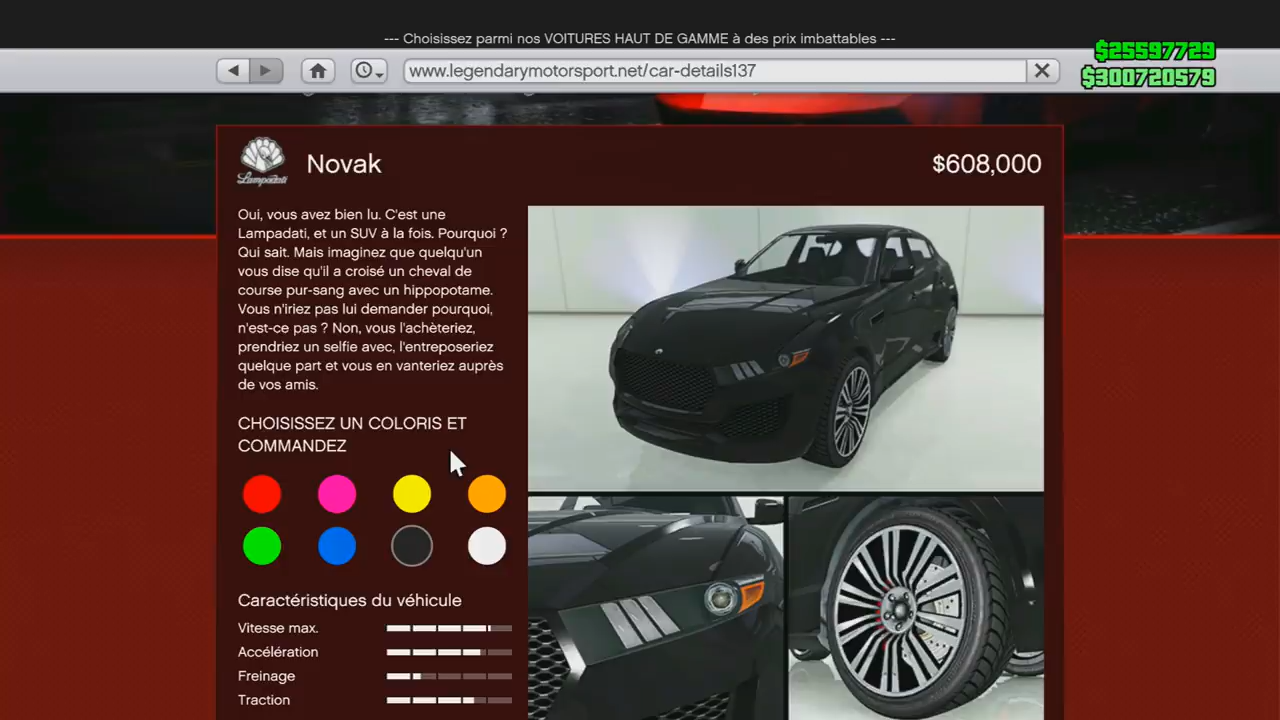 --- Choisissez parmi nos VOITURES HAUT DE GAMME à des prix imbattables ---
$25597729
www.legendarymotorsport.net/car-details137
$300720579
Lampadati
Novak
$608,000
Oui, vous avez bien lu. C'est une
Lampadati, et un SUV à la fois. Pourquoi ?
Qui sait. Mais imaginez que quelqu'un
vous dise qu'il a croisé un cheval de
course pur-sang avec un hippopotame.
Vous n'iriez pas lui demander pourquoi,
n'est-ce pas ? Non, vous l'achèteriez,
prendriez un selfie avec, l'entreposeriez
quelque part et vous en vanteriez auprès
de vos amis.
CHOISISSEZ UN COLORIS ET
COMMANDEZ
Caractéristiques du véhicule
Vitesse max.
Accélération
Freinage
Traction